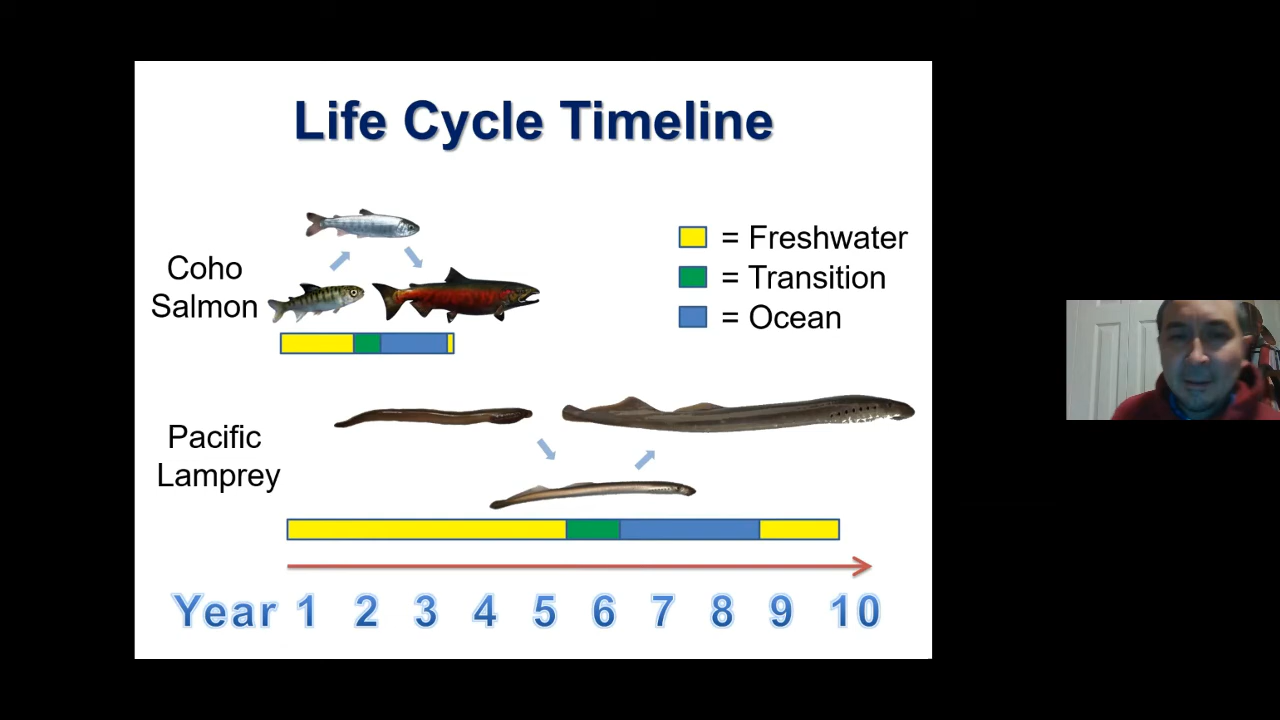 Life Cycle Timeline
Coho
Salmon
= Freshwater
= Transition
= Ocean
Pacific
Lamprey
Year 1 2 3 4 5 6 7 8 9 10